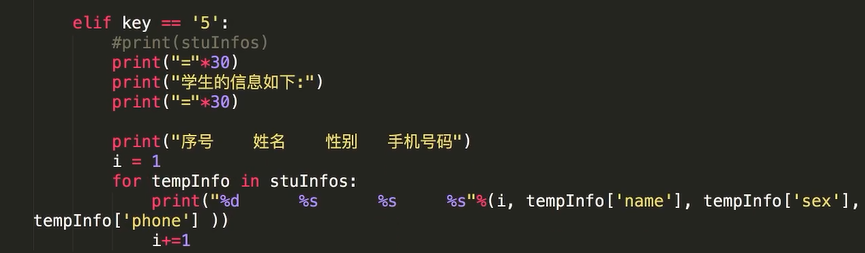 elif key == '5':
#print(stuInfos)
print("="*30)
print("学生的信息如下:")
print("="*30)
print("序号    姓名    性别   手机号码")
i = 1
for tempInfo in stuInfos:
print("%d      %s      %s     %s"%(i, tempInfo['name'], tempInfo['sex'],
tempInfo['phone'] ))
i+=1